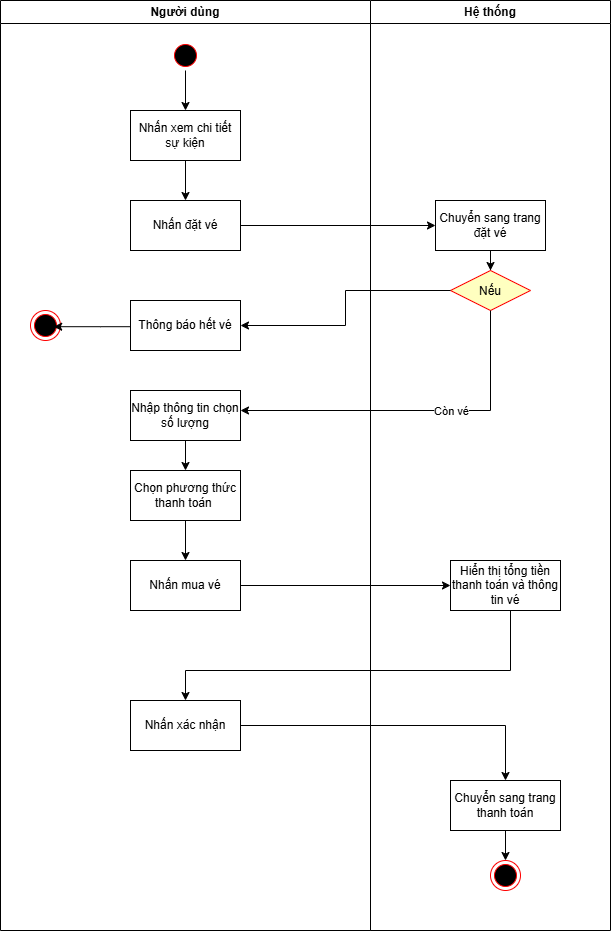 Người dùng
Hệ thống
Nhấn xem chi tiết
sự kiện
Nhấn đặt vé
Chuyển sang trang
đặt vé
Nếu
Thông báo hết vé
Nhập thông tin chọn
số lượng
Còn vé
Chọn phương thức
thanh toán
Nhấn mua vé
Hiển thị tổng tiền
thanh toán và thông
tin vé
Nhấn xác nhận
Chuyển sang trang
thanh toán